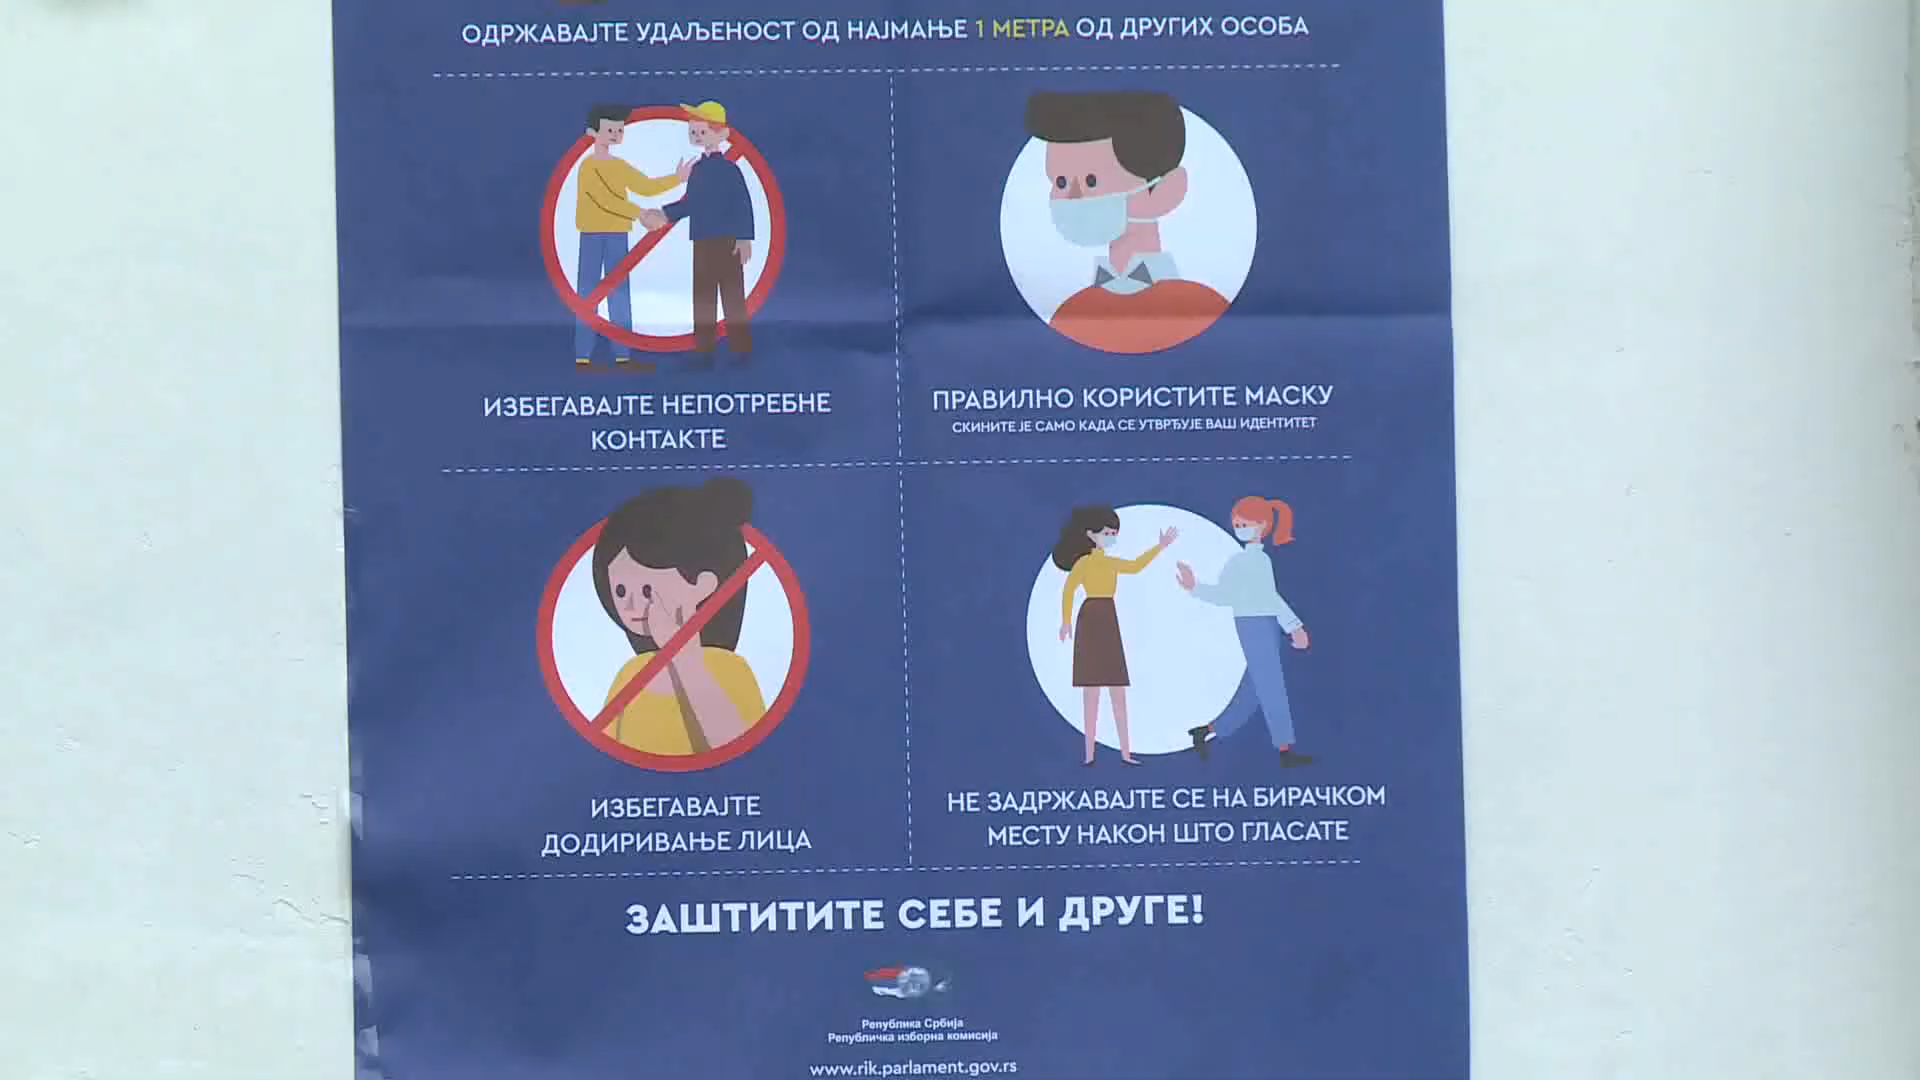 ОДРЖАВАЈТЕ УДАЉЕНОСТ ОД НАЈМАЊЕ 1 МЕТРА ОД ДРУГИХ ОСОБА
ИЗБЕГАВАЈТЕ НЕПОТРЕБНЕ
КОНТАКТЕ
ПРАВИЛНО КОРИСТИТЕ МАСКУ
СКИНИТЕ ЈЕ САМО КАДА СЕ УТВРЂУЈЕ ВАШ ИДЕНТИТЕТ
ИЗБЕГАВАЈТЕ
ДОДИРИВАЊЕ ЛИЦА
НЕ ЗАДРЖАВАЈТЕ СЕ НА БИРАЧКОМ
МЕСТУ НАКОН ШТО ГЛАСАТЕ
ЗАШТИТИТЕ СЕБЕ И ДРУГЕ!
Република Србија
Републичка изборна комисија
www.rik.parlament.gov.rs